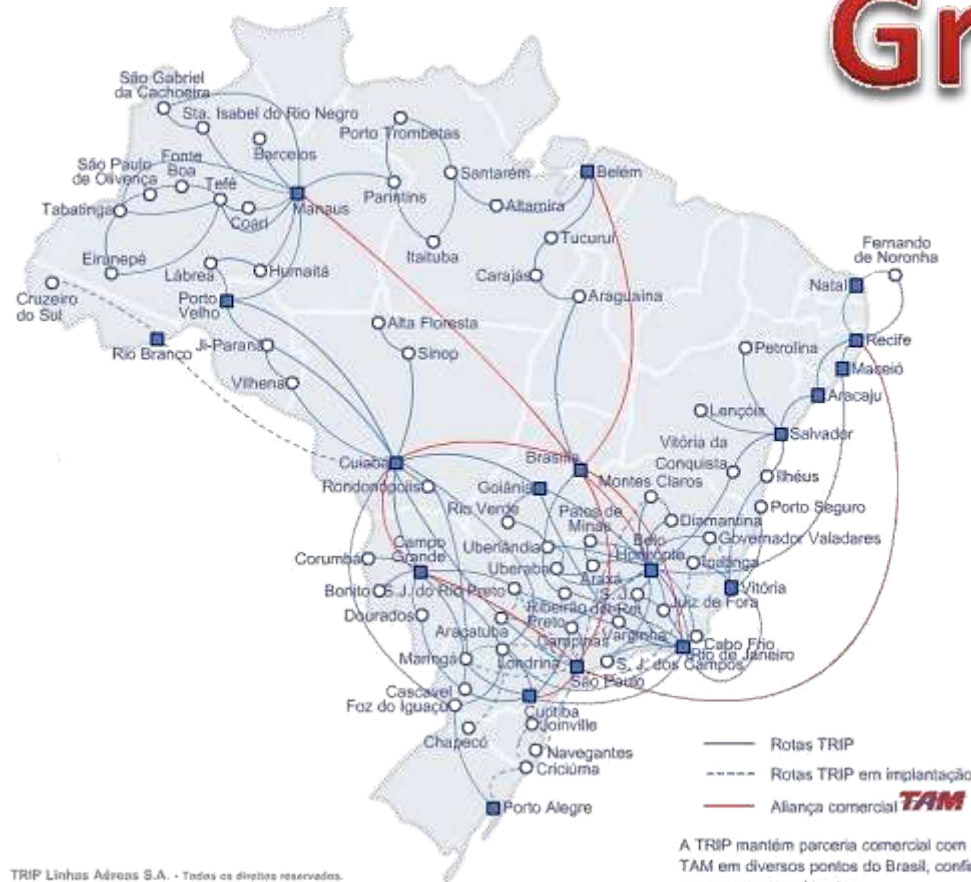 Gr
São Gabriel
da Cachoeira
Sta. Isabel do Rio Negro
Porto Trombetas
Barcelos
São Paulo
de Olivença
Fonte
Boa
Tefé
Santarém
Belém
Tabatinga
Coari
Manaus
Parintins
Altamira
Eirunepé
Lábrea
Humaitá
Itaituba
Tucuruí
Carajás
Fernando
de Noronha
Cruzeiro
do Sul
Porto
Velho
Araguaina
Natal
Rio Branco
Ji-Paraná
Alta Floresta
Sinop
Petrolina
Recife
Maceió
Vilhena
Lençóis
Aracaju
Salvador
Cuiabá
Brasília
Vitória da
Conquista
Rondonópolis
Goiânia
Montes Claros
Ilhéus
Rio Verde
Patos de
Minas
Diamantina
Porto Seguro
Uberlândia
Belo
Horizonte
Governador Valadares
Corumbá
Campo
Grande
Uberaba
Araxá
Ipatinga
Bonito
S.J. do Rio Preto
Ribeirão
Preto
S. J.
del Rei
Juiz de Fora
Vitória
Dourados
Araçatuba
Campinas
Varginha
Cabo Frio
Rio de Janeiro
Maringá
Londrina
São Paulo
S. J. dos Campos
Cascavel
Foz do Iguaçu
Curitiba
Joinville
Chapecó
Navegantes
Criciúma
Porto Alegre
Rotas TRIP
Rotas TRIP em implantação
Aliança comercial TAM
A TRIP mantém parceria comercial com
TAM em diversos pontos do Brasil, confi
TRIP Linhas Aéreas S.A. - Todos os direitos reservados.